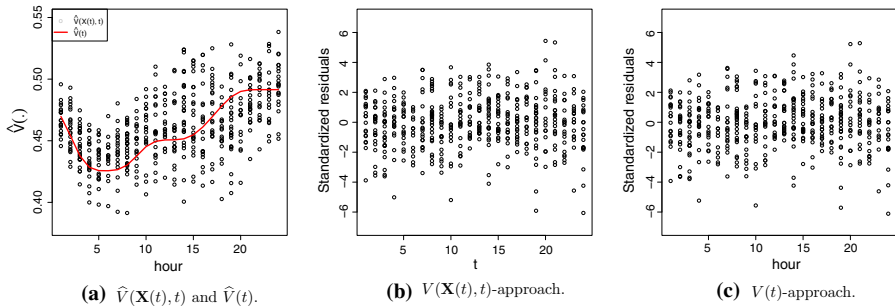 0.55
0.50
0.45
0.40
V̂(.)
V̂(X(t), t)
V̂(t)
5 10 15 20
hour
(a) V̂(X(t), t) and V̂(t).
6
4
2
0
−2
−4
−6
Standardized residuals
5 10 15 20
t
(b) V(X(t), t)-approach.
6
4
2
0
−2
−4
−6
Standardized residuals
5 10 15 20
hour
(c) V(t)-approach.